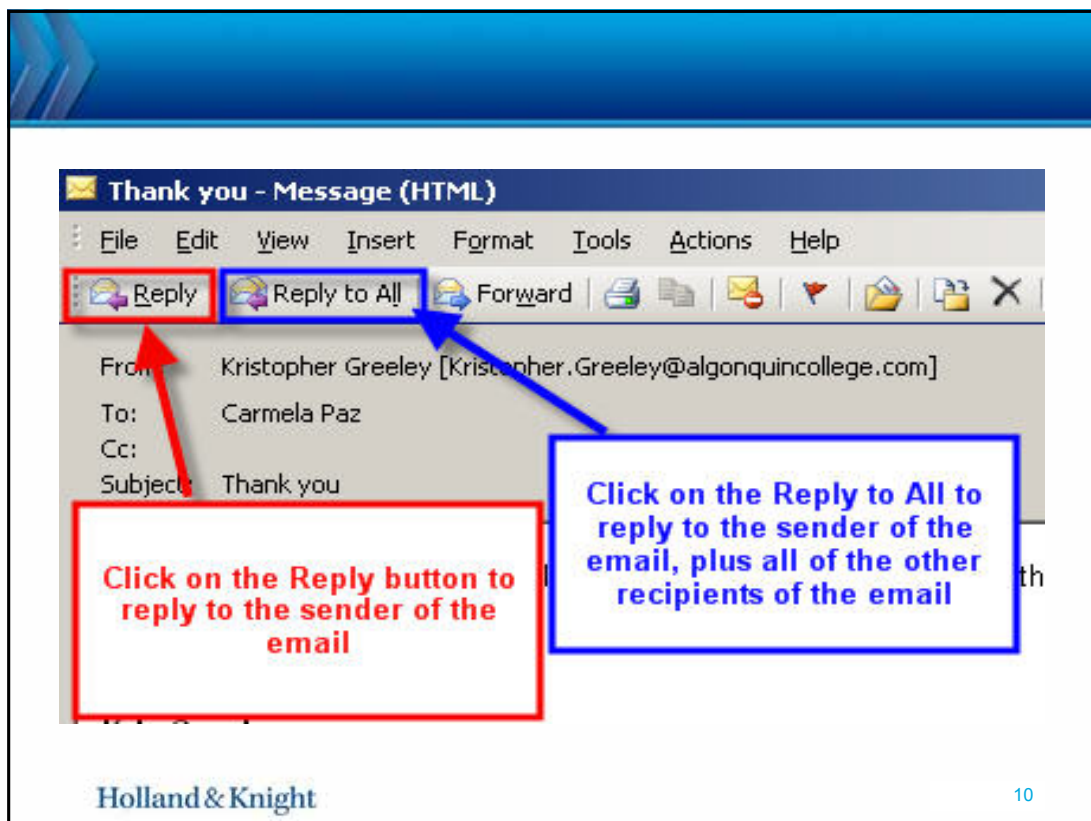 Thank you - Message (HTML)
File Edit View Insert Format Tools Actions Help
Reply Reply to All Forward
Kristopher Greeley [Kristopher.Greeley@algonquincollege.com]
To: Carmela Paz
Cc:
Subject: Thank you
Click on the Reply button to
reply to the sender of the
email
Click on the Reply to All to
reply to the sender of the
email, plus all of the other
recipients of the email
th
Holland & Knight
10